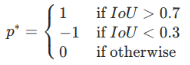 1 if IoU > 0.7
p* = { −1 if IoU < 0.3
0 if otherwise